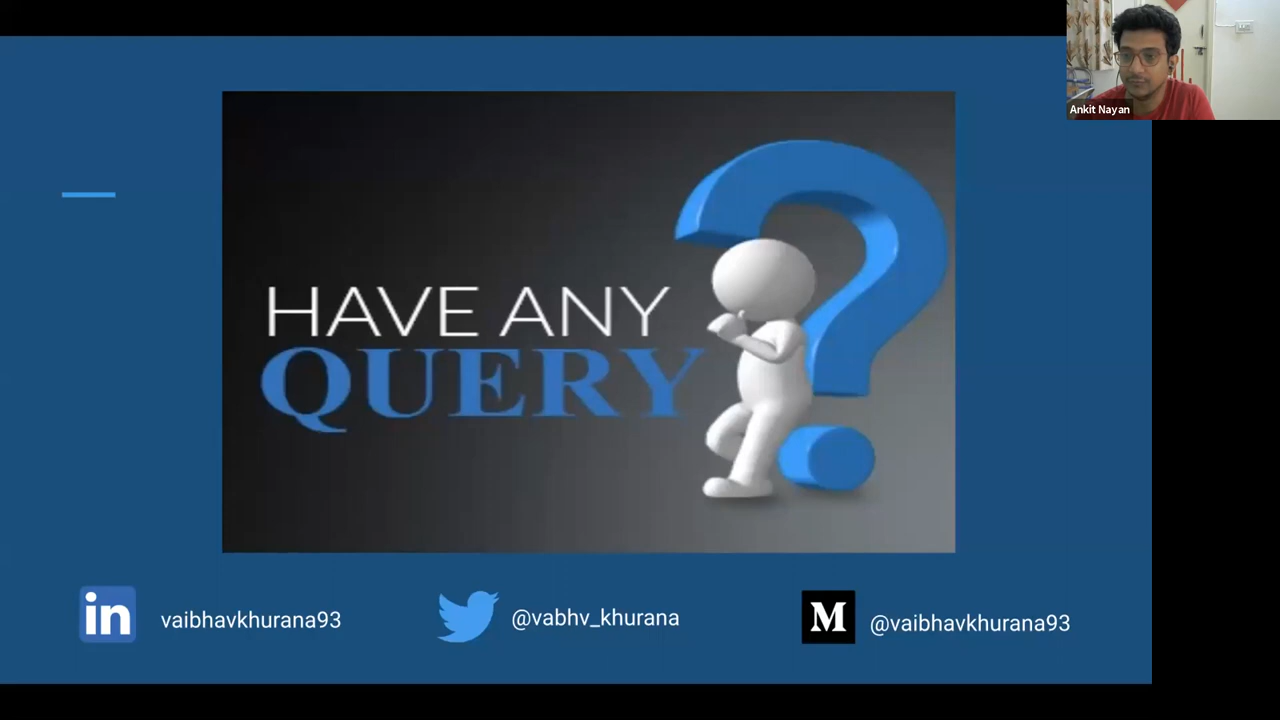 Ankit Nayan
HAVE ANY
QUERY
in vaibhavkhurana93
@vabhv_khurana
M @vaibhavkhurana93